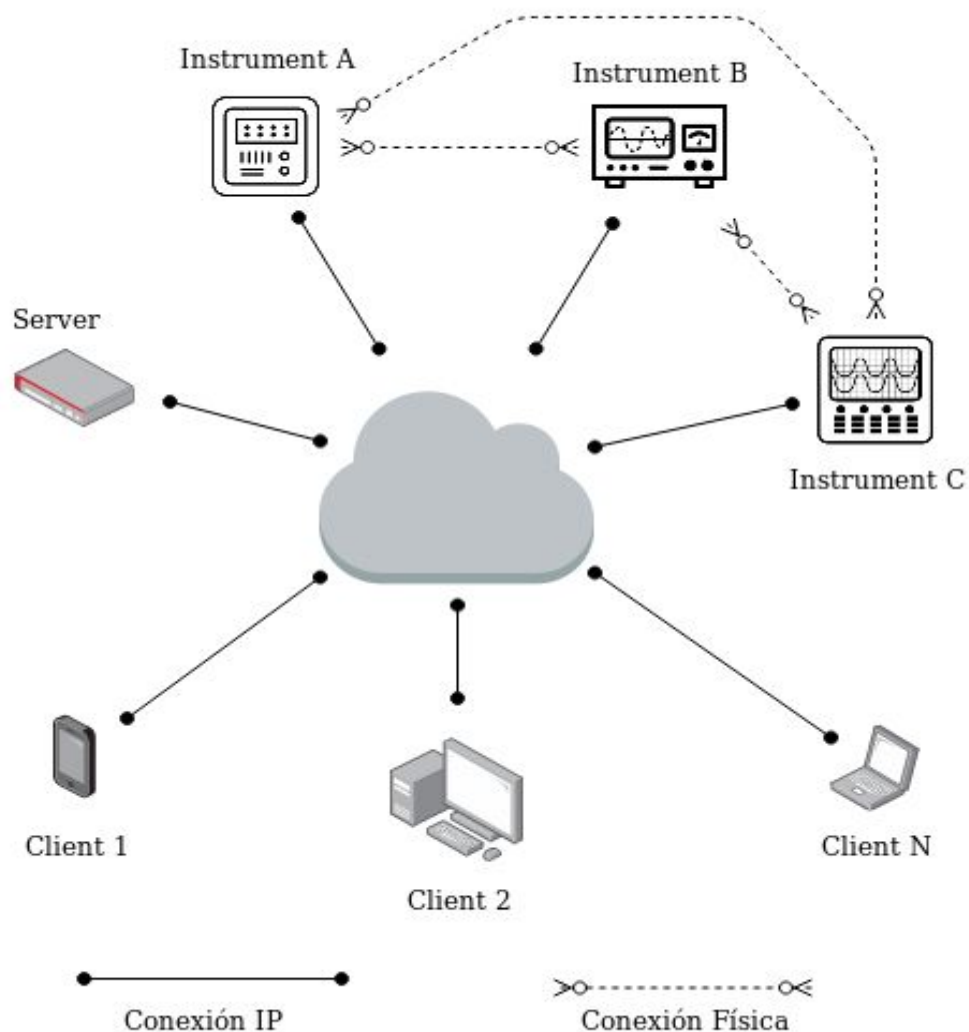 Instrument A
Instrument B
Server
Instrument C
Client 1
Client N
Client 2
Conexión IP
Conexión Física